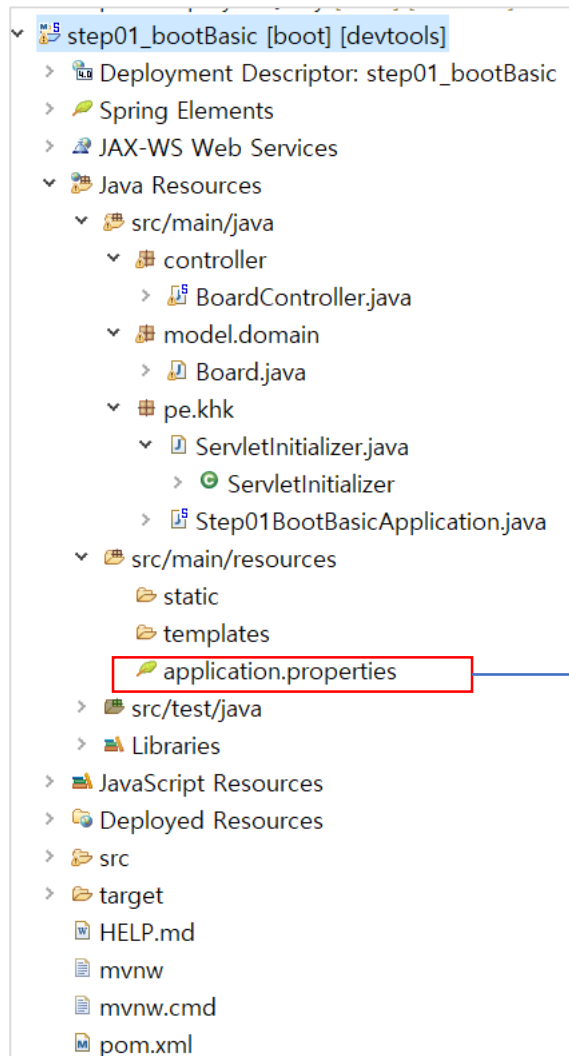 step01_bootBasic [boot] [devtools]
Deployment Descriptor: step01_bootBasic
Spring Elements
JAX-WS Web Services
Java Resources
src/main/java
controller
BoardController.java
model.domain
Board.java
pe.khk
ServletInitializer.java
ServletInitializer
Step01BootBasicApplication.java
src/main/resources
static
templates
application.properties
src/test/java
Libraries
JavaScript Resources
Deployed Resources
src
target
HELP.md
mvnw
mvnw.cmd
pom.xml